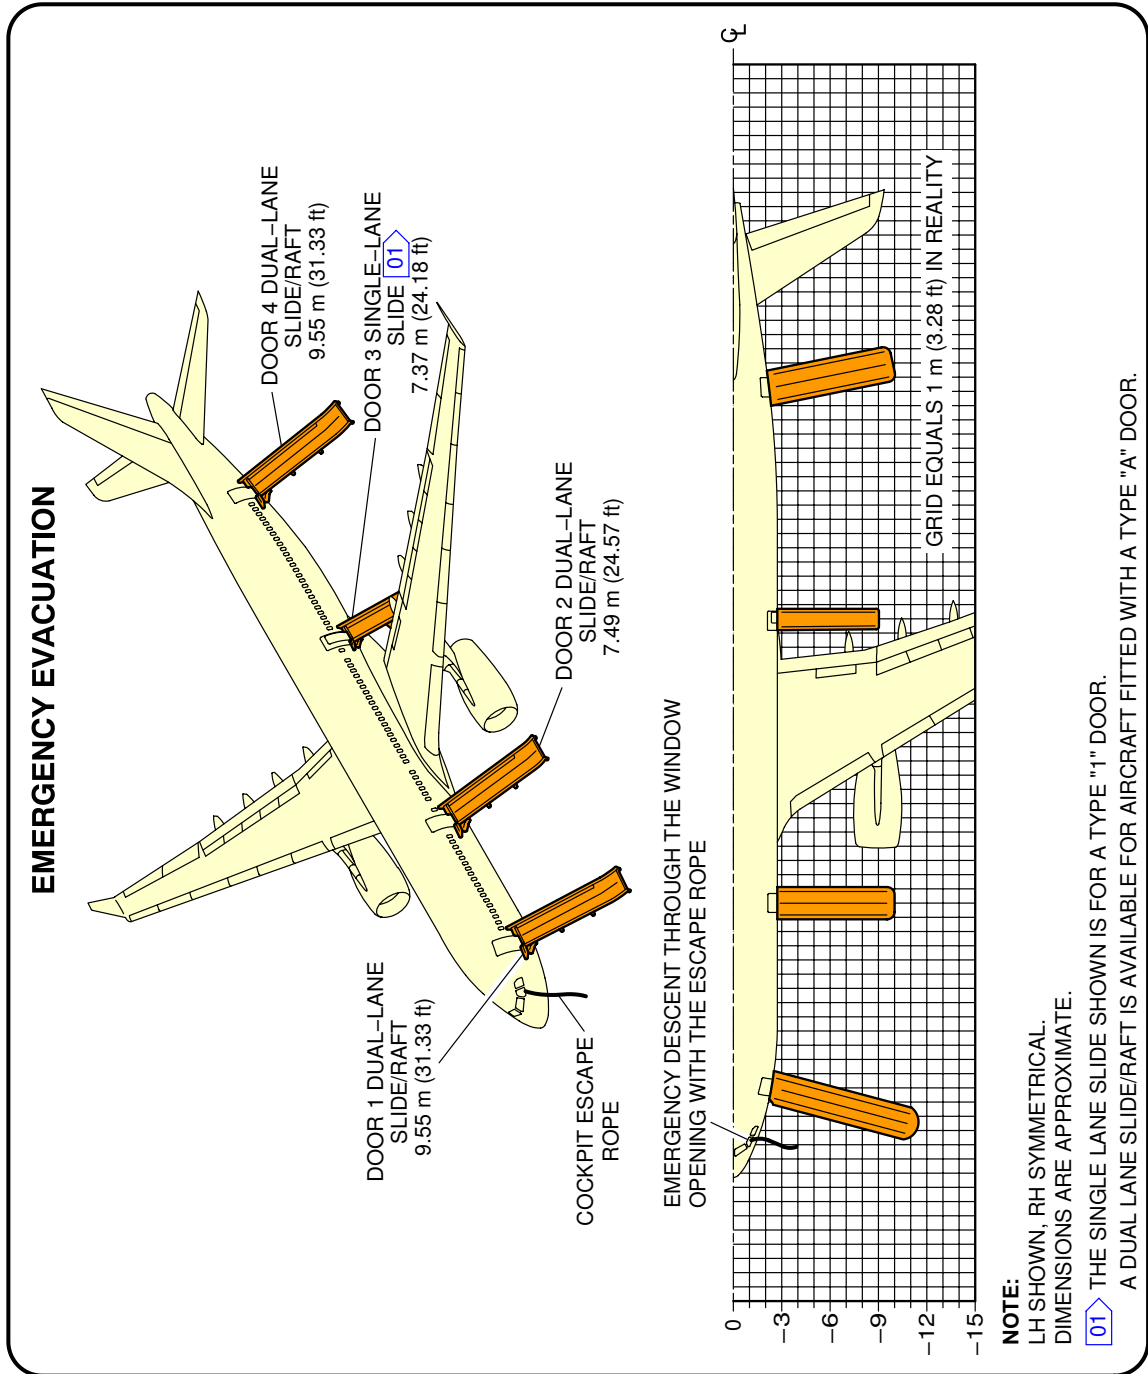 EMERGENCY EVACUATION
DOOR 4 DUAL–LANE
SLIDE/RAFT
9.55 m (31.33 ft)
DOOR 3 SINGLE–LANE
SLIDE 01
7.37 m (24.18 ft)
DOOR 2 DUAL–LANE
SLIDE/RAFT
7.49 m (24.57 ft)
DOOR 1 DUAL–LANE
SLIDE/RAFT
9.55 m (31.33 ft)
COCKPIT ESCAPE
ROPE
EMERGENCY DESCENT THROUGH THE WINDOW
OPENING WITH THE ESCAPE ROPE
CL
0
–3
–6
–9
–12
–15
GRID EQUALS 1 m (3.28 ft) IN REALITY
NOTE:
LH SHOWN, RH SYMMETRICAL.
DIMENSIONS ARE APPROXIMATE.
01 THE SINGLE LANE SLIDE SHOWN IS FOR A TYPE "1" DOOR.
A DUAL LANE SLIDE/RAFT IS AVAILABLE FOR AIRCRAFT FITTED WITH A TYPE "A" DOOR.